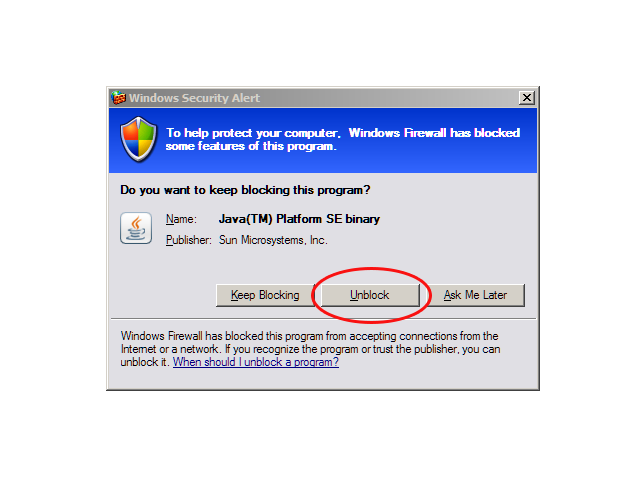 Windows Security Alert
To help protect your computer, Windows Firewall has blocked
some features of this program.
Do you want to keep blocking this program?
Name: Java(TM) Platform SE binary
Publisher: Sun Microsystems, Inc.
Keep Blocking Unblock Ask Me Later
Windows Firewall has blocked this program from accepting connections from the
Internet or a network. If you recognize the program or trust the publisher, you can
unblock it. When should I unblock a program?